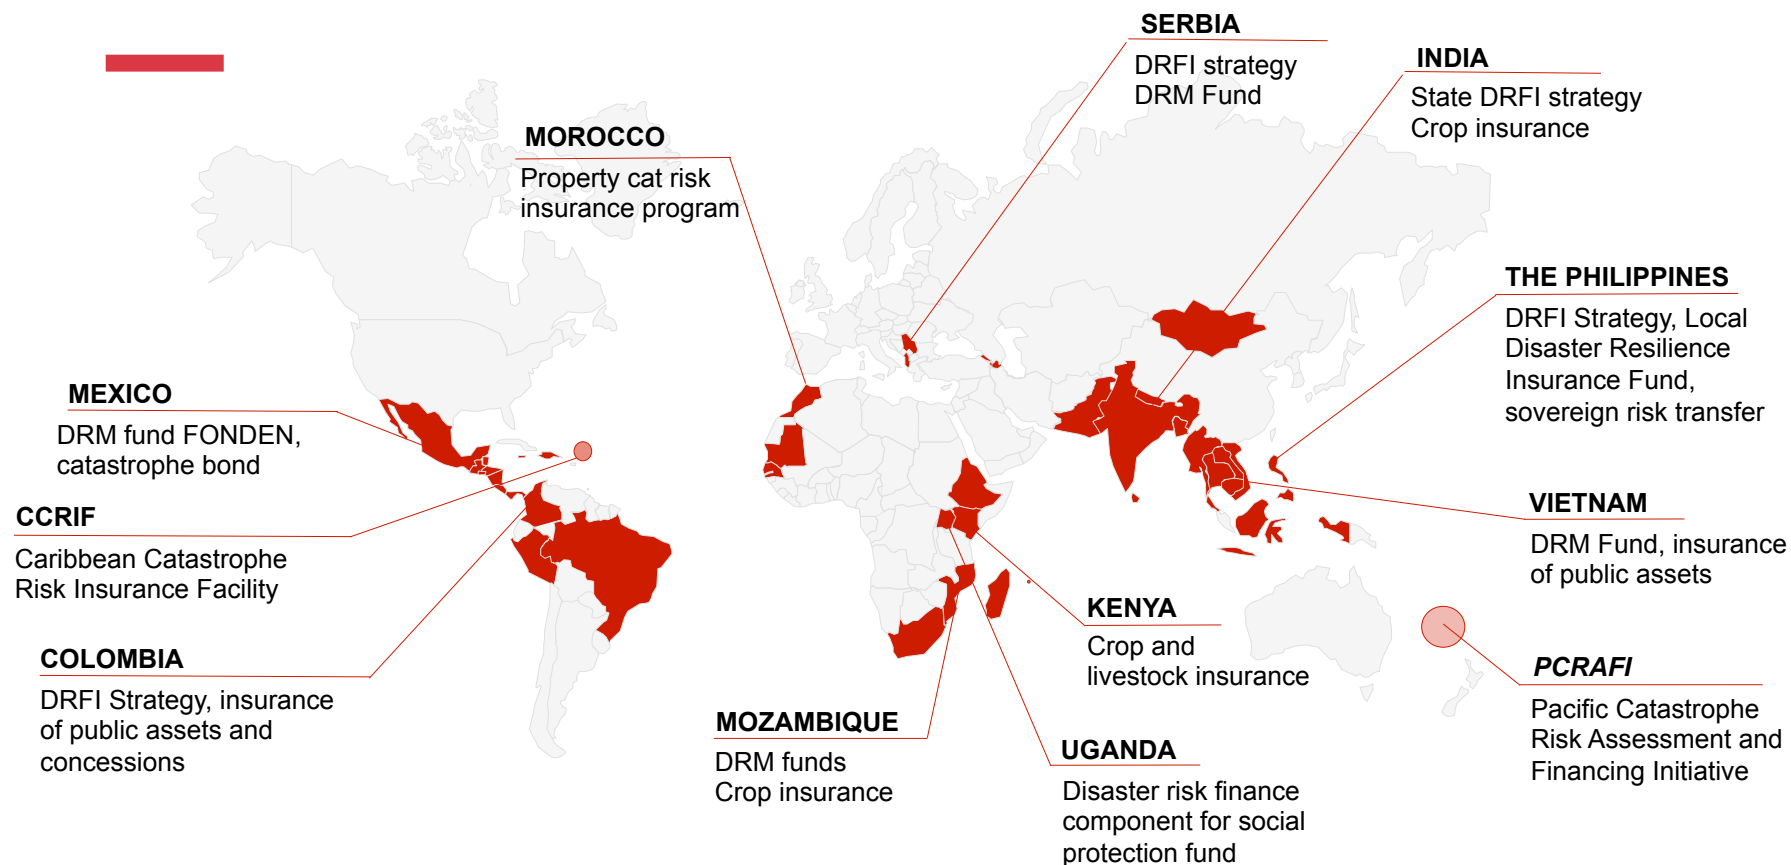 SERBIA
DRFI strategy
DRM Fund
INDIA
State DRFI strategy
Crop insurance
MOROCCO
Property cat risk
insurance program
THE PHILIPPINES
DRFI Strategy, Local
Disaster Resilience
Insurance Fund,
sovereign risk transfer
MEXICO
DRM fund FONDEN,
catastrophe bond
CCRIF
Caribbean Catastrophe
Risk Insurance Facility
VIETNAM
DRM Fund, insurance
of public assets
KENYA
Crop and
livestock insurance
COLOMBIA
DRFI Strategy, insurance
of public assets and
concessions
PCRAFI
Pacific Catastrophe
Risk Assessment and
Financing Initiative
MOZAMBIQUE
DRM funds
Crop insurance
UGANDA
Disaster risk finance
component for social
protection fund